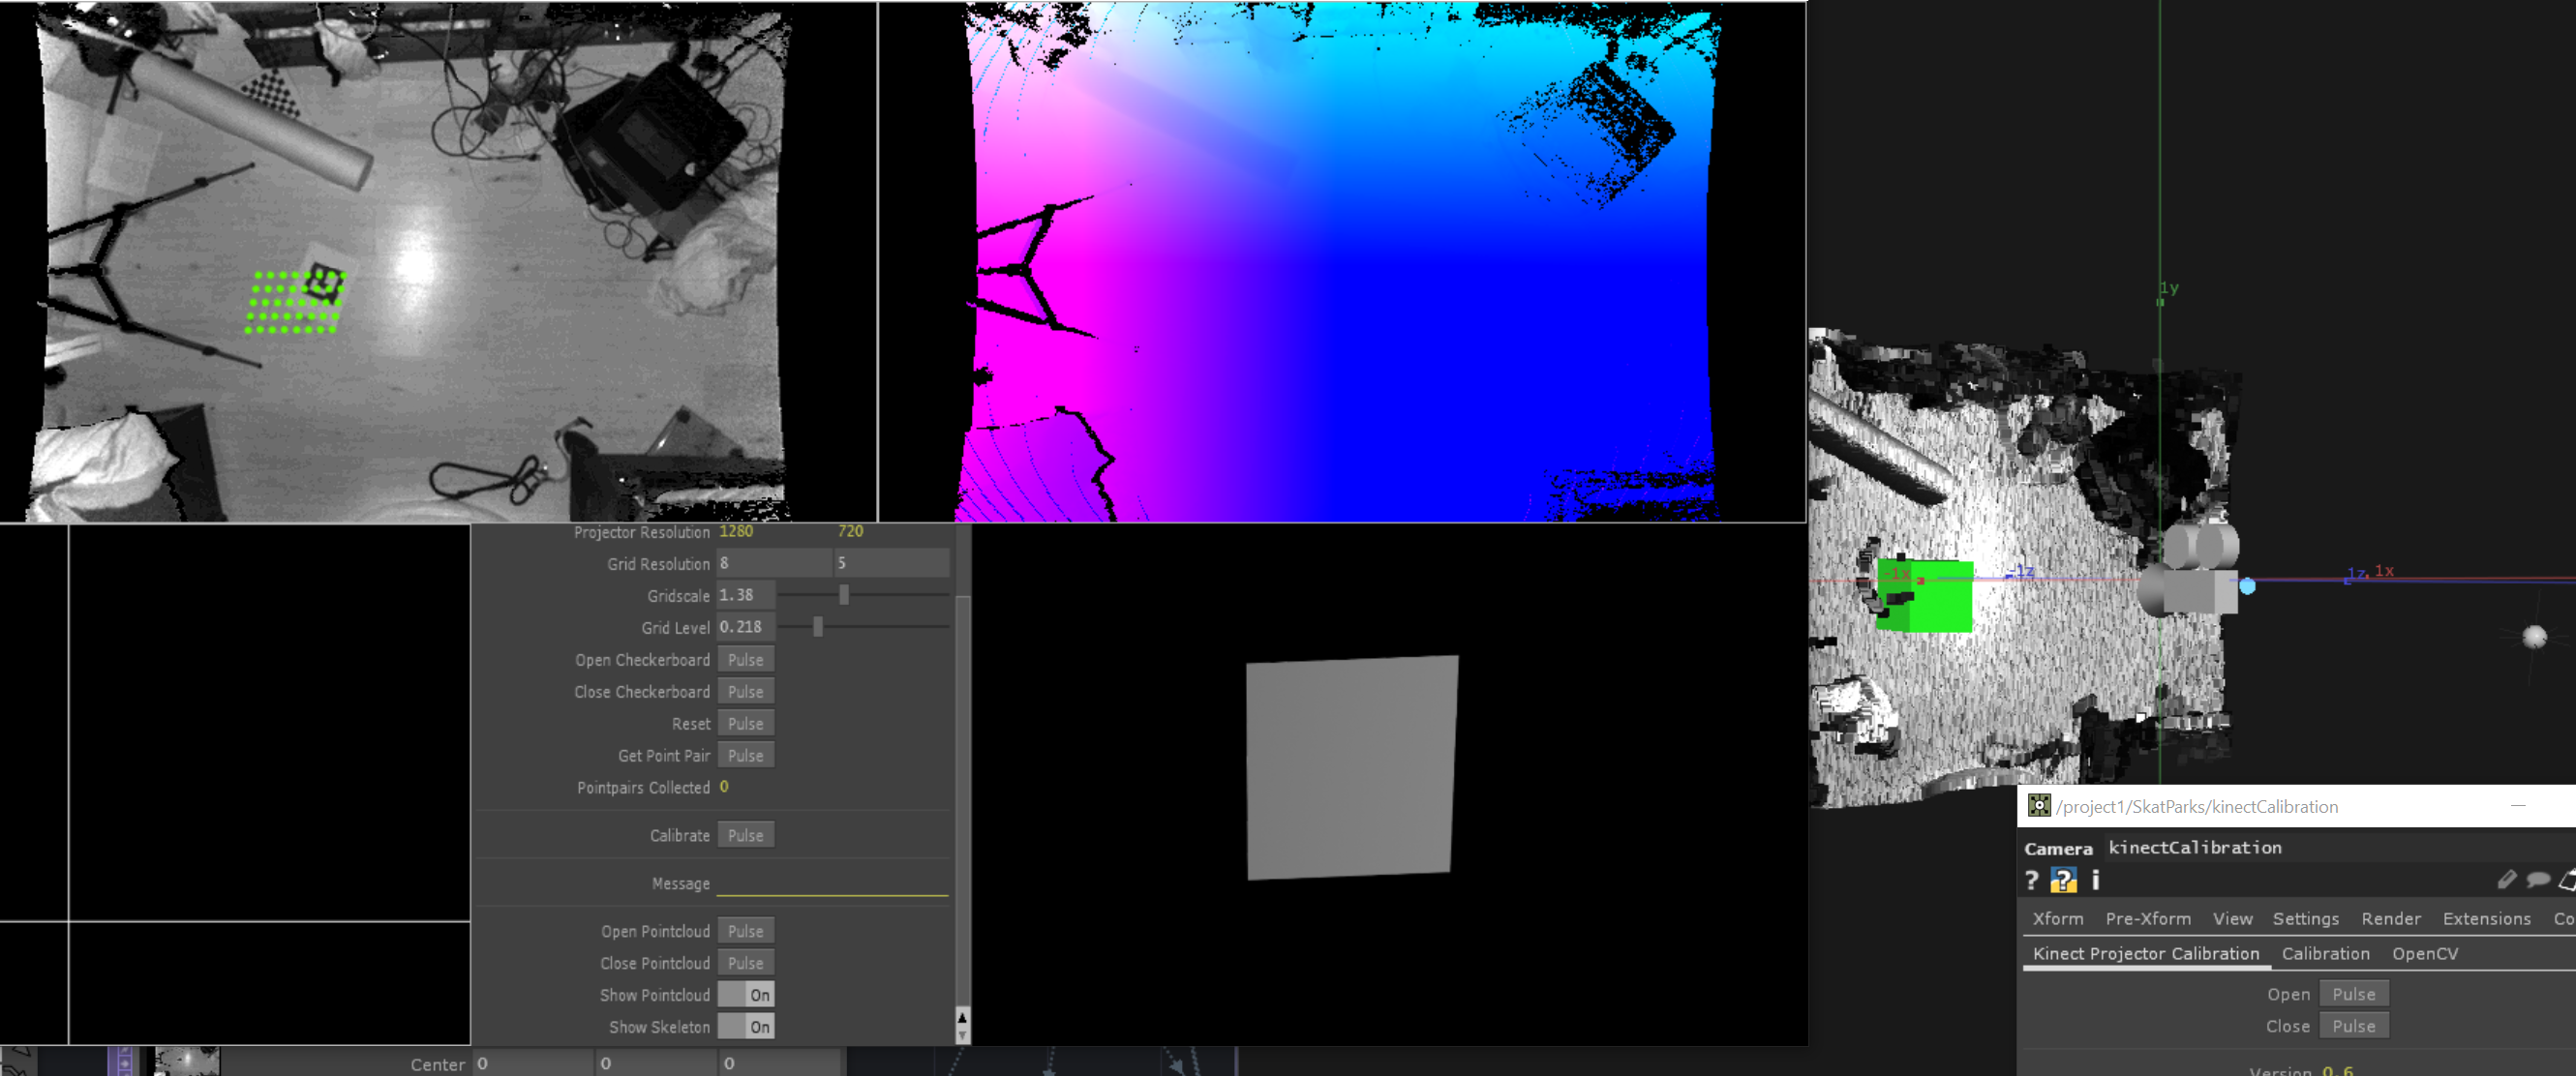 1y
-1x
-1z
1z
1x
Projector Resolution 1280 720
Grid Resolution 8 5
Gridscale 1.38
Grid Level 0.218
Open Checkerboard Pulse
Close Checkerboard Pulse
Reset Pulse
Get Point Pair Pulse
Pointpairs Collected 0
Calibrate Pulse
Message
Open Pointcloud Pulse
Close Pointcloud Pulse
Show Pointcloud On
Show Skeleton On
Center 0 0 0
/project1/SkatParks/kinectCalibration
Camera kinectCalibration
? ? i
Xform Pre-Xform View Settings Render Extensions Co
Kinect Projector Calibration Calibration OpenCV
Open Pulse
Close Pulse
Version 0.6